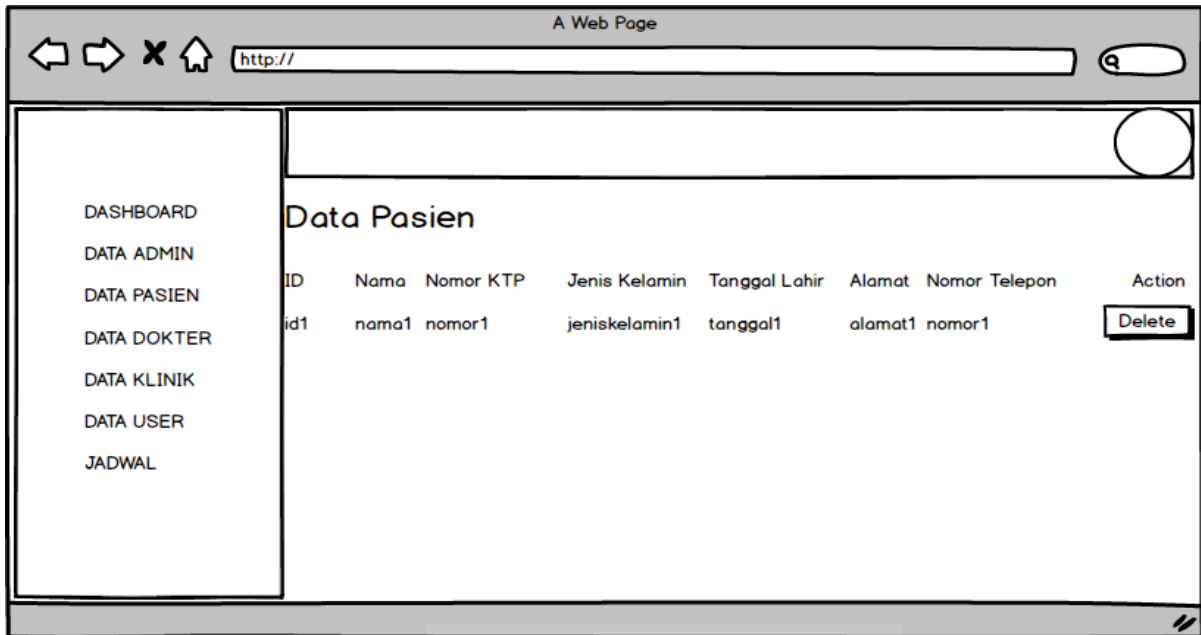 A Web Page
http://
DASHBOARD
DATA ADMIN
DATA PASIEN
DATA DOKTER
DATA KLINIK
DATA USER
JADWAL
Data Pasien
ID Nama Nomor KTP Jenis Kelamin Tanggal Lahir Alamat Nomor Telepon Action
id1 nama1 nomor1 jeniskelamin1 tanggal1 alamat1 nomor1 Delete